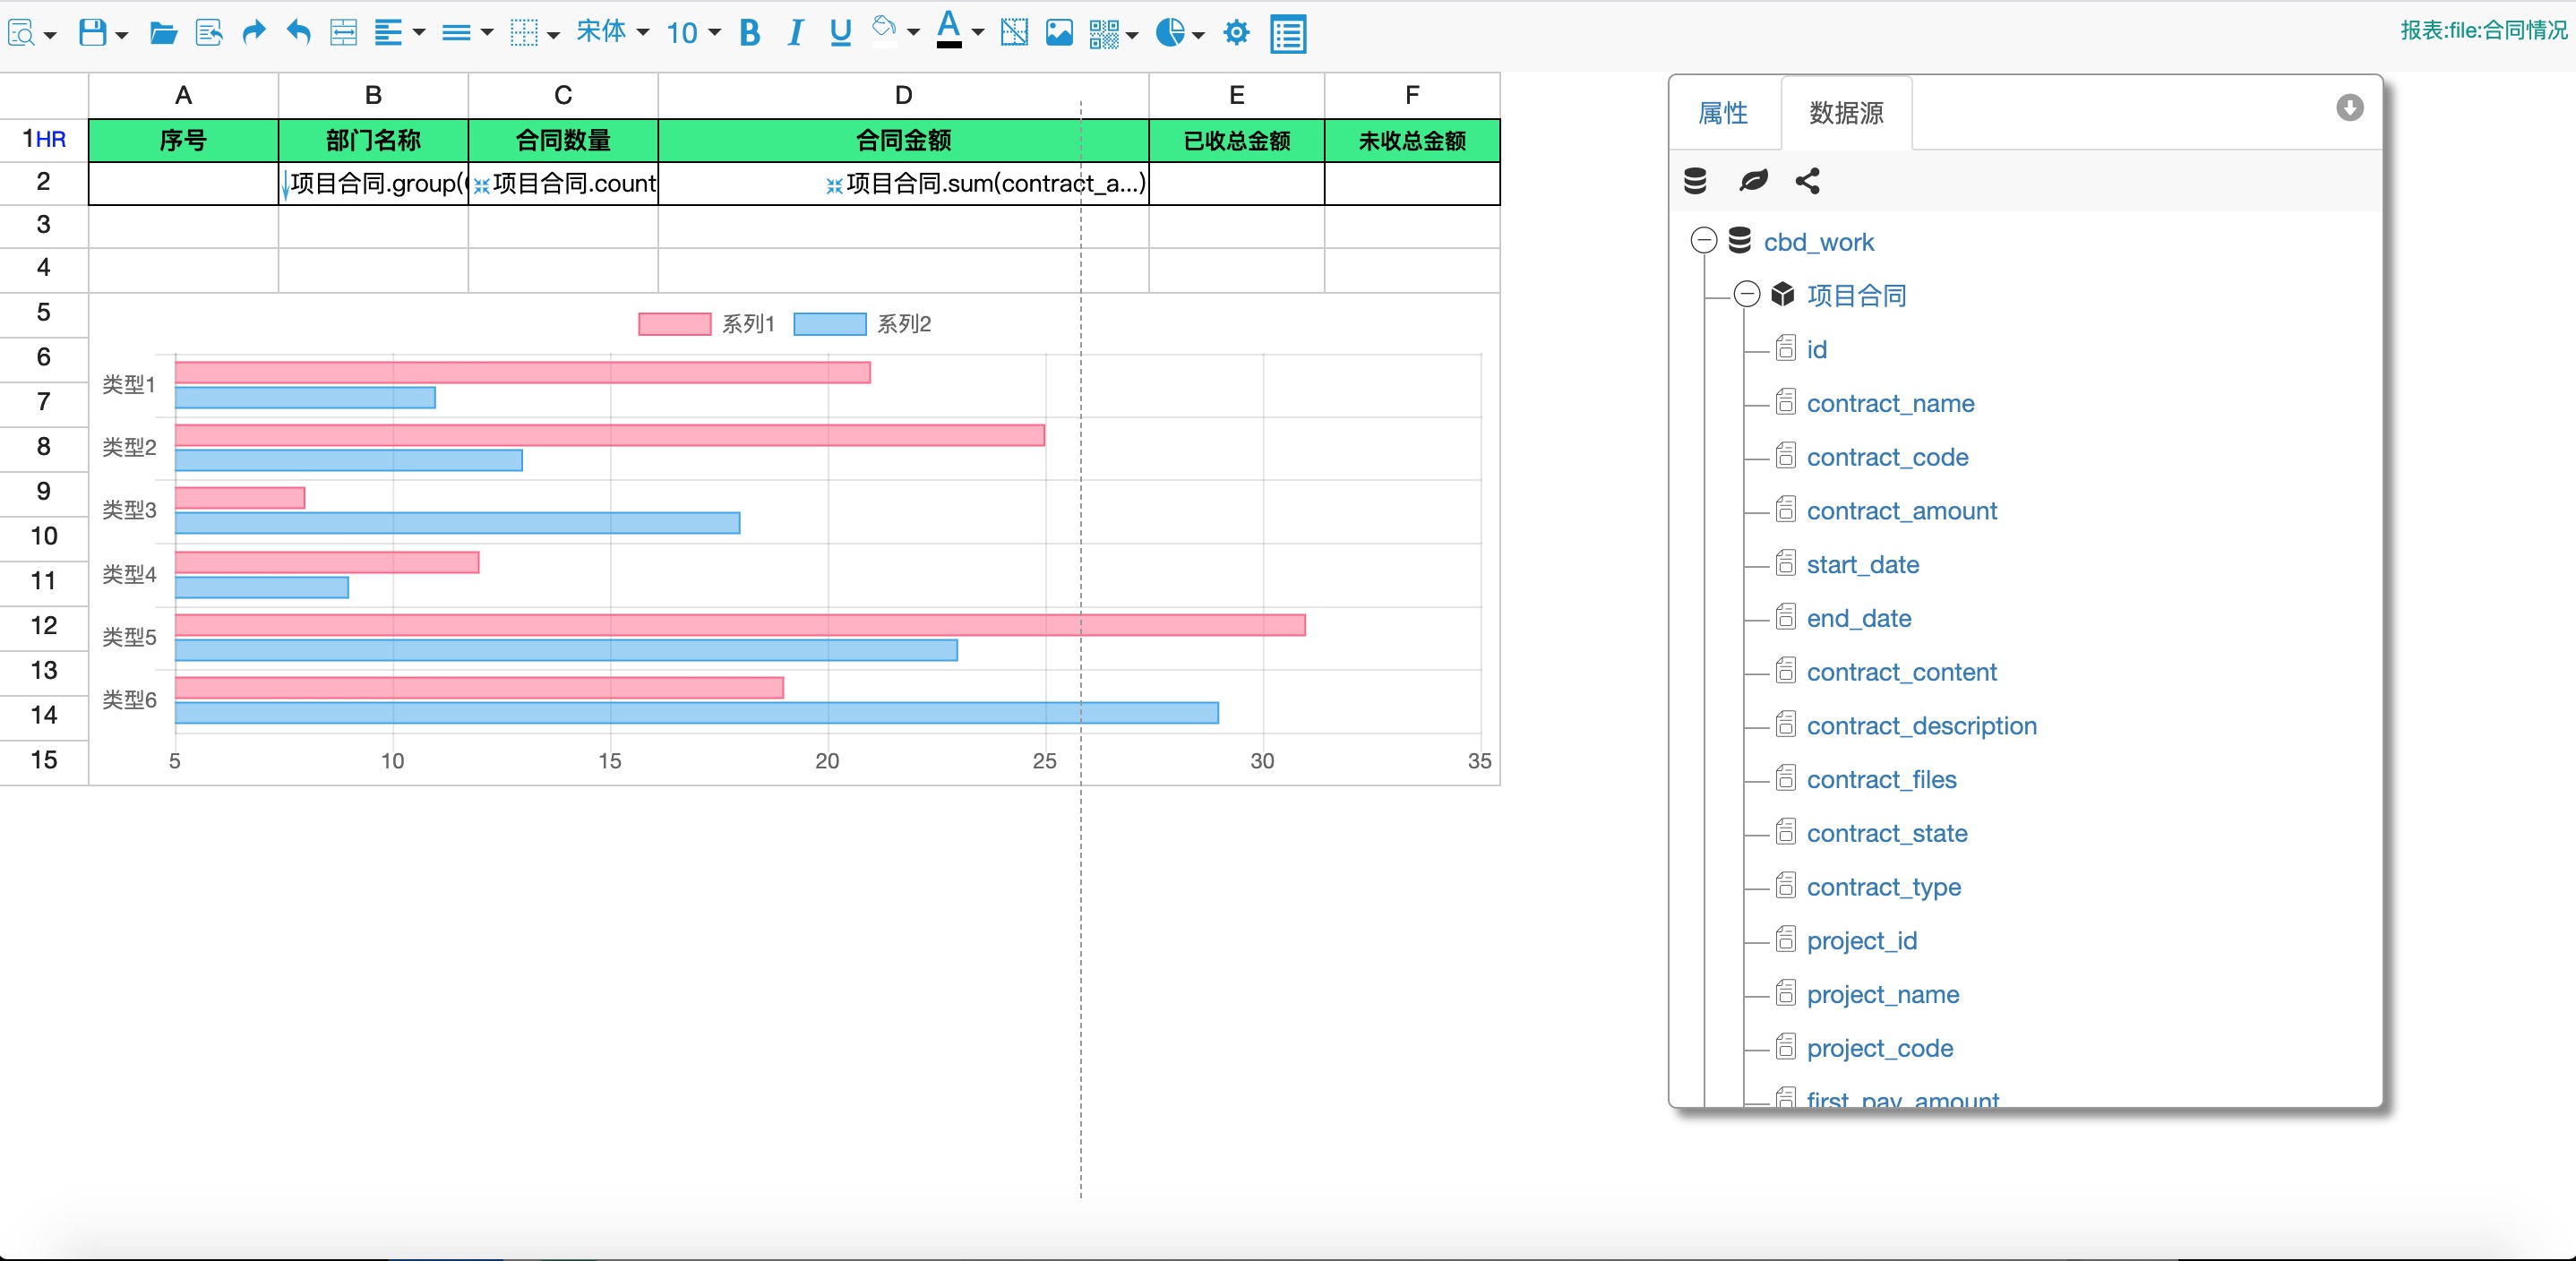 宋体 10 B I U A
报表:file:合同情况
A B C D E F
1HR 序号 部门名称 合同数量 合同金额 已收总金额 未收总金额
2 项目合同.group( 项目合同.count 项目合同.sum(contract_a...)
3
4
5
系列1 系列2
6
类型1
7
8
类型2
9
类型3
10
11
类型4
12
类型5
13
类型6
14
15
5 10 15 20 25 30 35
属性 数据源
cbd_work
项目合同
id
contract_name
contract_code
contract_amount
start_date
end_date
contract_content
contract_description
contract_files
contract_state
contract_type
project_id
project_name
project_code
first_pay_amount